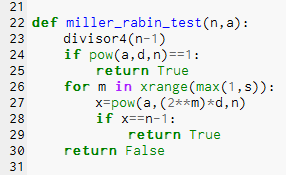 21
22 def miller_rabin_test(n,a):
23     divisor4(n-1)
24     if pow(a,d,n)==1:
25         return True
26     for m in xrange(max(1,s)):
27         x=pow(a,(2**m)*d,n)
28         if x==n-1:
29             return True
30     return False
31